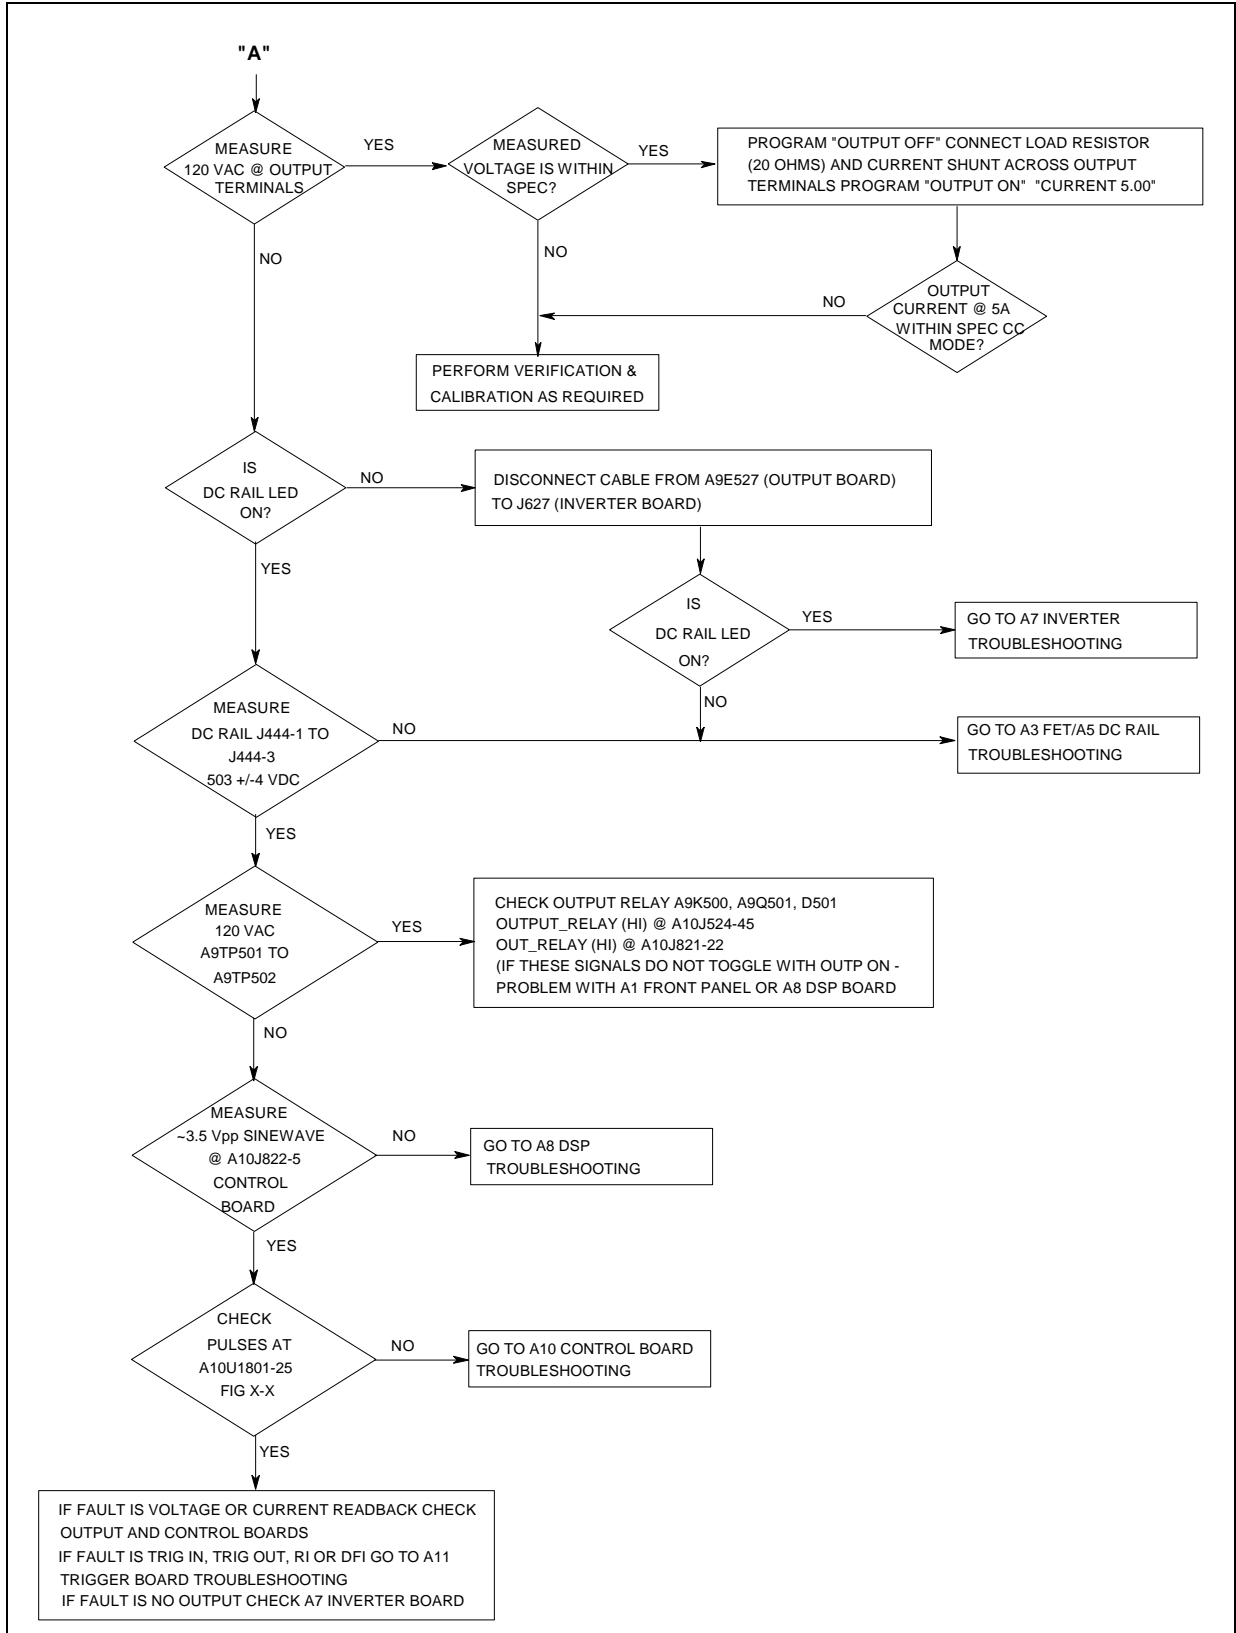 "A"
MEASURE
120 VAC @ OUTPUT
TERMINALS
YES
MEASURED
VOLTAGE IS WITHIN
SPEC?
YES
PROGRAM "OUTPUT OFF" CONNECT LOAD RESISTOR
(20 OHMS) AND CURRENT SHUNT ACROSS OUTPUT
TERMINALS PROGRAM "OUTPUT ON" "CURRENT 5.00"
NO
NO
OUTPUT
CURRENT @ 5A
WITHIN SPEC CC
MODE?
NO
PERFORM VERIFICATION &
CALIBRATION AS REQUIRED
IS
DC RAIL LED
ON?
NO
DISCONNECT CABLE FROM A9E527 (OUTPUT BOARD)
TO J627 (INVERTER BOARD)
YES
IS
DC RAIL LED
ON?
YES
GO TO A7 INVERTER
TROUBLESHOOTING
NO
MEASURE
DC RAIL J444-1 TO
J444-3
503 +/-4 VDC
NO
GO TO A3 FET/A5 DC RAIL
TROUBLESHOOTING
YES
MEASURE
120 VAC
A9TP501 TO
A9TP502
YES
CHECK OUTPUT RELAY A9K500, A9Q501, D501
OUTPUT_RELAY (HI) @ A10J524-45
OUT_RELAY (HI) @ A10J821-22
(IF THESE SIGNALS DO NOT TOGGLE WITH OUTP ON -
PROBLEM WITH A1 FRONT PANEL OR A8 DSP BOARD
NO
MEASURE
~3.5 Vpp SINEWAVE
@ A10J822-5
CONTROL
BOARD
NO
GO TO A8 DSP
TROUBLESHOOTING
YES
CHECK
PULSES AT
A10U1801-25
FIG X-X
NO
GO TO A10 CONTROL BOARD
TROUBLESHOOTING
YES
IF FAULT IS VOLTAGE OR CURRENT READBACK CHECK
OUTPUT AND CONTROL BOARDS
IF FAULT IS TRIG IN, TRIG OUT, RI OR DFI GO TO A11
TRIGGER BOARD TROUBLESHOOTING
IF FAULT IS NO OUTPUT CHECK A7 INVERTER BOARD